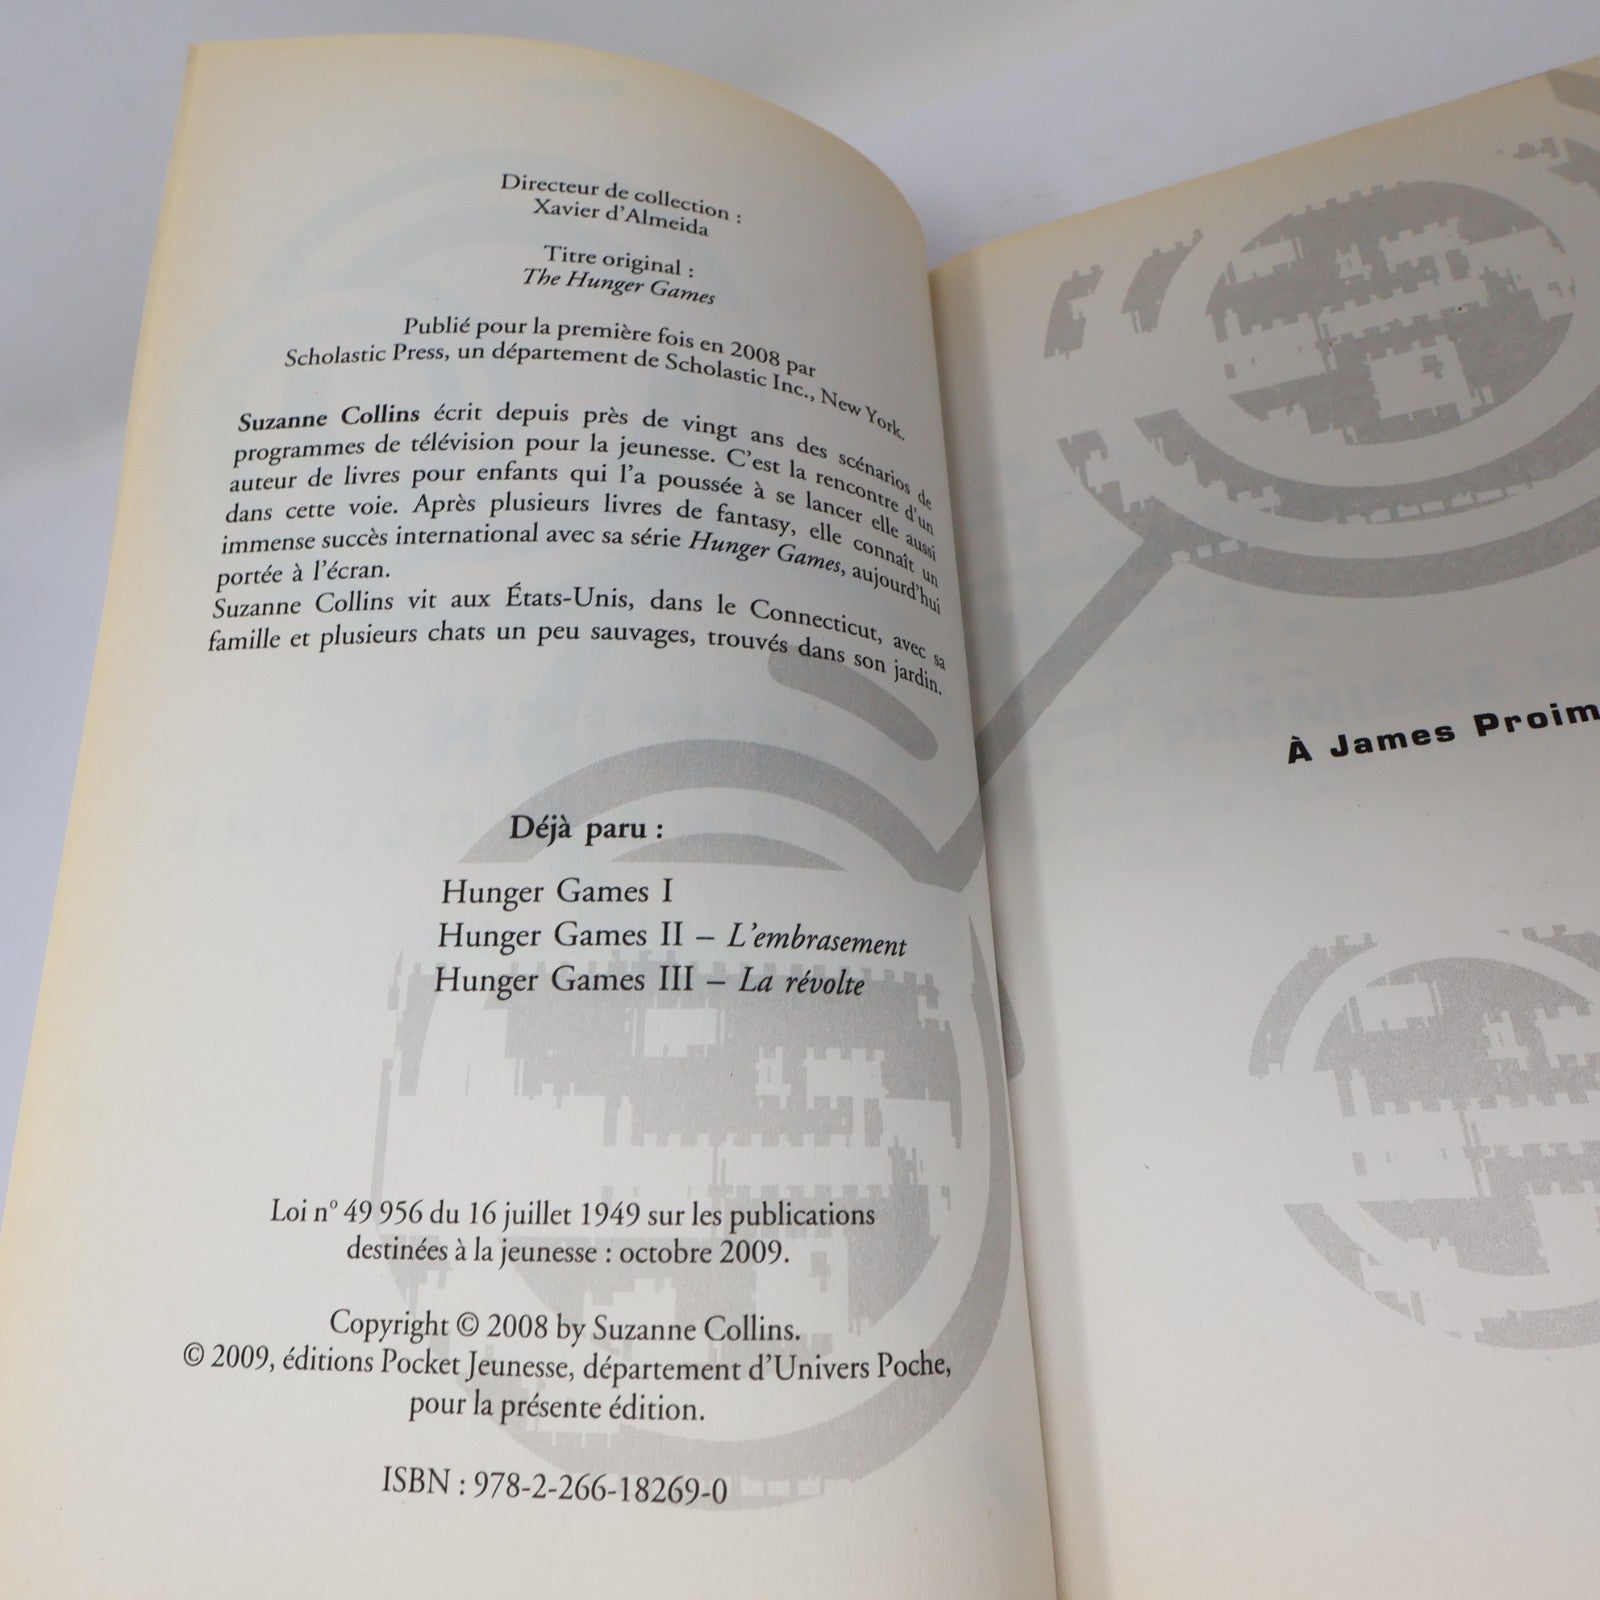 Directeur de collection :
Xavier d'Almeida
Titre original :
The Hunger Games
Publié pour la première fois en 2008 par
Scholastic Press, un département de Scholastic Inc., New York.
Suzanne Collins écrit depuis près de vingt ans des scénarios de
programmes de télévision pour la jeunesse. C'est la rencontre d'un
auteur de livres pour enfants qui l'a poussée à se lancer elle aussi
dans cette voie. Après plusieurs livres de fantasy, elle connaît un
immense succès international avec sa série Hunger Games, aujourd'hui
portée à l'écran.
Suzanne Collins vit aux États-Unis, dans le Connecticut, avec sa
famille et plusieurs chats un peu sauvages, trouvés dans son jardin.
Déjà paru :
Hunger Games I
Hunger Games II – L'embrasement
Hunger Games III – La révolte
Loi n° 49 956 du 16 juillet 1949 sur les publications
destinées à la jeunesse : octobre 2009.
Copyright © 2008 by Suzanne Collins.
© 2009, éditions Pocket Jeunesse, département d'Univers Poche,
pour la présente édition.
ISBN : 978-2-266-18269-0
À James Proim